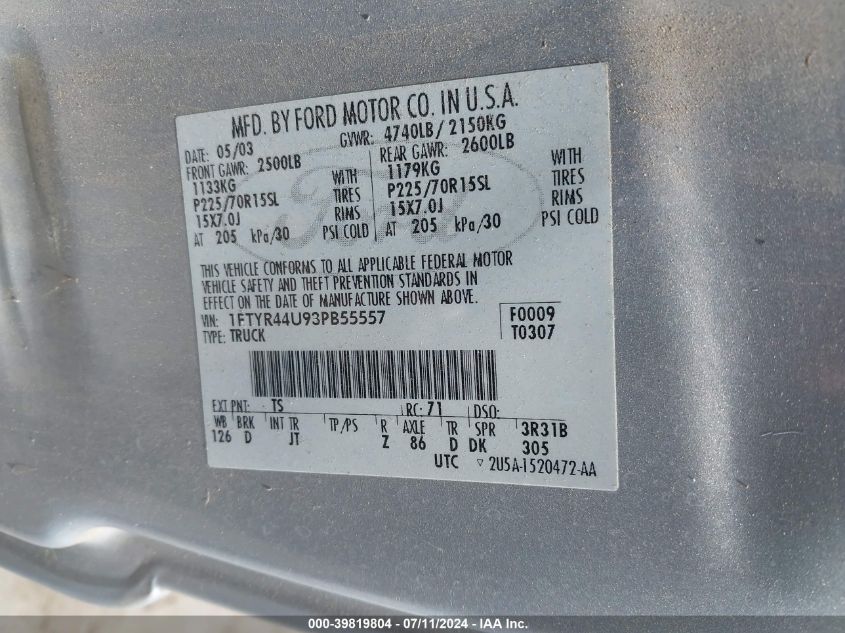 MFD. BY FORD MOTOR CO. IN U.S.A.
DATE: 05/03 GVWR: 4740LB / 2150KG
FRONT GAWR: 2500LB REAR GAWR: 2600LB
1133KG WITH 1179KG WITH
P225/70R15SL TIRES P225/70R15SL TIRES
15X7.0J RIMS 15X7.0J RIMS
AT 205 kPa/30 PSI COLD AT 205 kPa/30 PSI COLD
Ford
THIS VEHICLE CONFORMS TO ALL APPLICABLE FEDERAL MOTOR
VEHICLE SAFETY AND THEFT PREVENTION STANDARDS IN
EFFECT ON THE DATE OF MANUFACTURE SHOWN ABOVE.
VIN: 1FTYR44U93PB55557 F0009
TYPE: TRUCK T0307
EXT PNT: TS RC: 71 DSO:
WB BRK INT TR TP/PS R AXLE TR SPR 3R31B
126 D JT Z 86 D DK 305
UTC ▽ 2U5A-1520472-AA
000-39819804 - 07/11/2024 - IAA Inc.